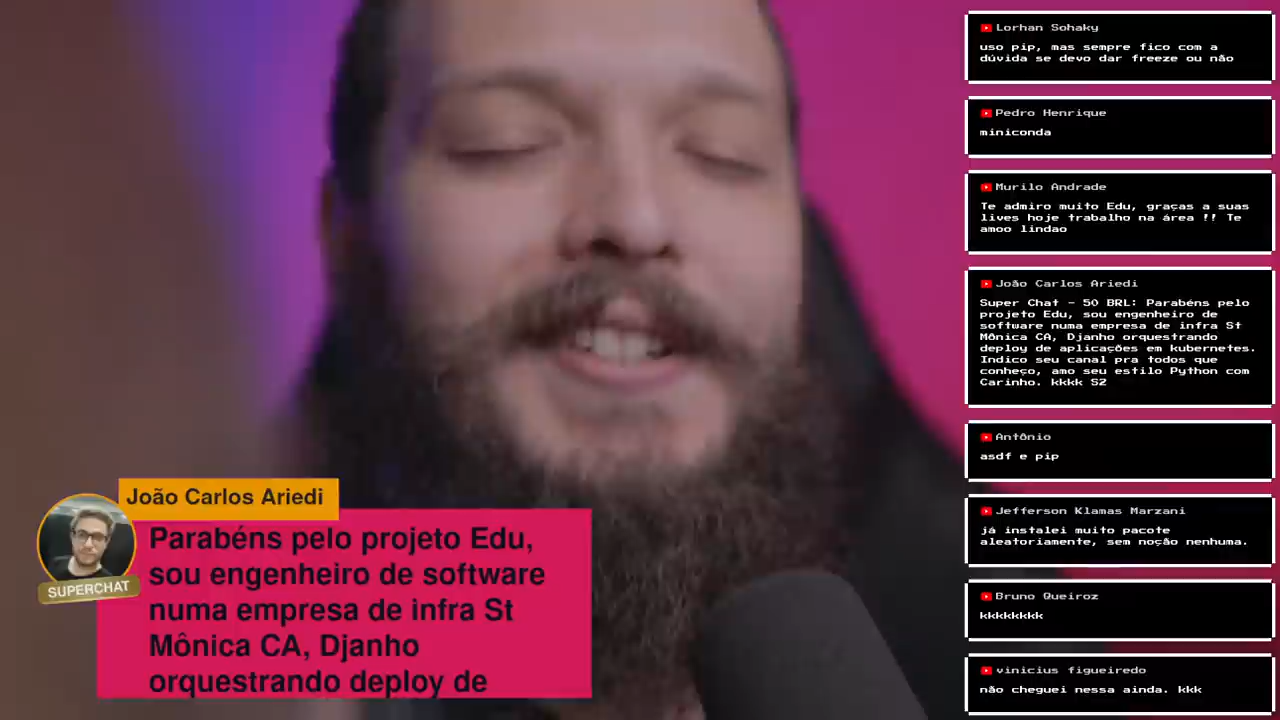 Lorhan Sohaky
uso pip, mas sempre fico com a
dúvida se devo dar freeze ou não
Pedro Henrique
miniconda
Murilo Andrade
Te admiro muito Edu, graças a suas
lives hoje trabalho na área !! Te
amoo lindao
João Carlos Ariedi
Super Chat - 50 BRL: Parabéns pelo
projeto Edu, sou engenheiro de
software numa empresa de infra St
Mônica CA, Djanho orquestrando
deploy de aplicações em kubernetes.
Indico seu canal pra todos que
conheço, amo seu estilo Python com
Carinho. kkkk S2
Antônio
asdf e pip
Jefferson Klamas Marzani
já instalei muito pacote
aleatoriamente, sem noção nenhuma.
Bruno Queiroz
kkkkkkkk
vinicius figueiredo
não cheguei nessa ainda. kkk
João Carlos Ariedi
SUPERCHAT
Parabéns pelo projeto Edu,
sou engenheiro de software
numa empresa de infra St
Mônica CA, Djanho
orquestrando deploy de